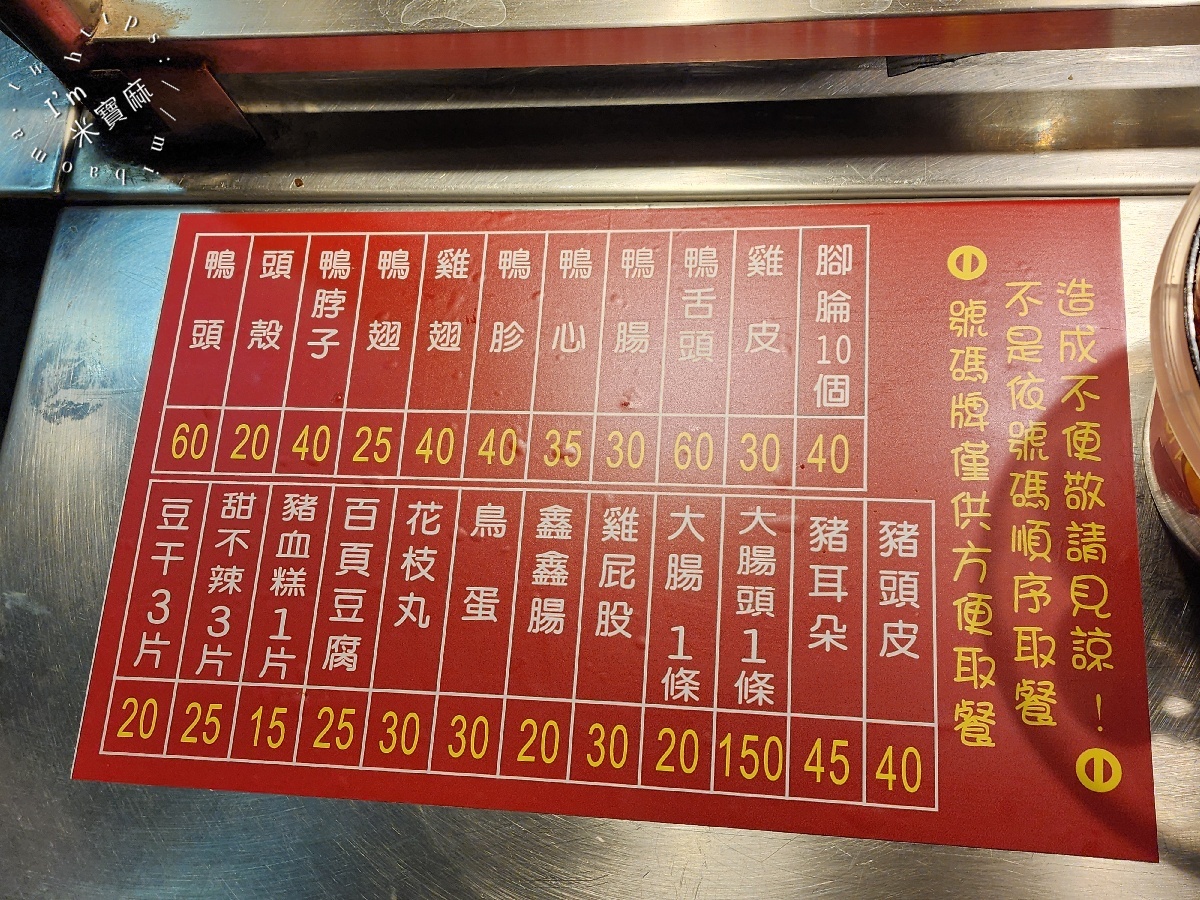 I'm
米寶麻
鴨頭 60
頭殼 20
鴨脖子 40
鴨翅 25
雞翅 40
鴨胗 40
鴨心 35
鴨腸 30
鴨舌頭 60
雞皮 30
腳腀10個 40
豆干3片 20
甜不辣3片 25
豬血糕1片 15
百頁豆腐 25
花枝丸 30
鳥蛋 30
鑫鑫腸 20
雞屁股 30
大腸1條 20
大腸頭1條 150
豬耳朵 45
豬頭皮 40
號碼牌僅供方便取餐
不是依號碼順序取餐
造成不便敬請見諒！